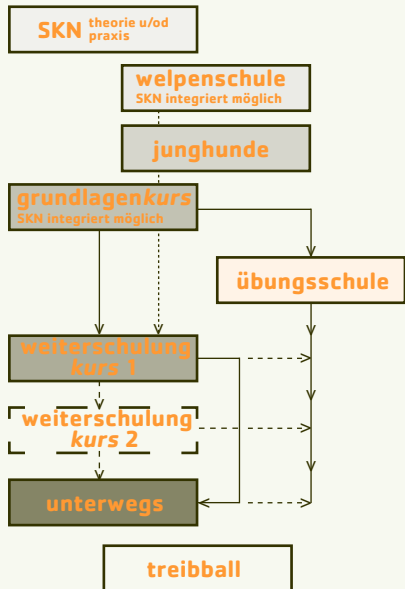 SKN theorie u/od
praxis
welpenschule
SKN integriert möglich
junghunde
grundlagenkurs
SKN integriert möglich
übungsschule
weiterschulung
kurs 1
weiterschulung
kurs 2
unterwegs
treibball